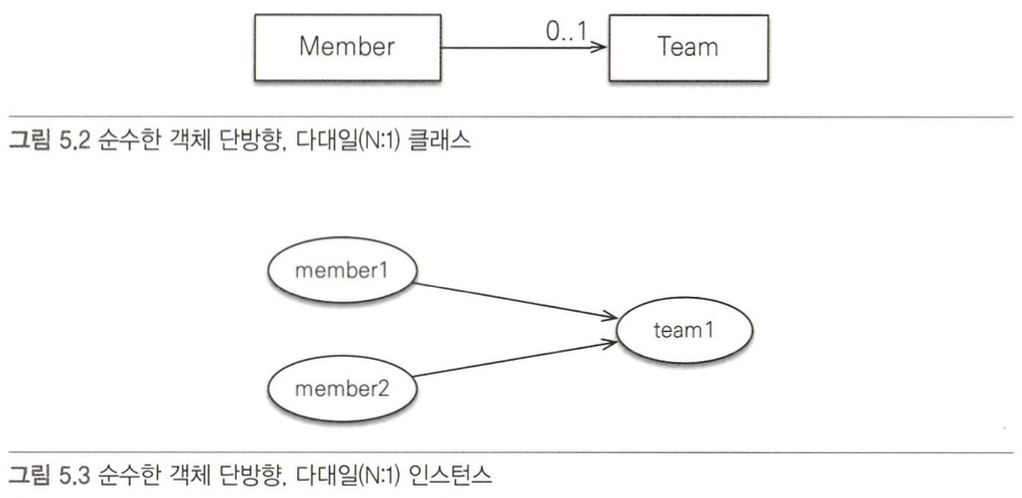 Member
0..1
Team
그림 5.2 순수한 객체 단방향, 다대일(N:1) 클래스
member1
team1
member2
그림 5.3 순수한 객체 단방향, 다대일(N:1) 인스턴스